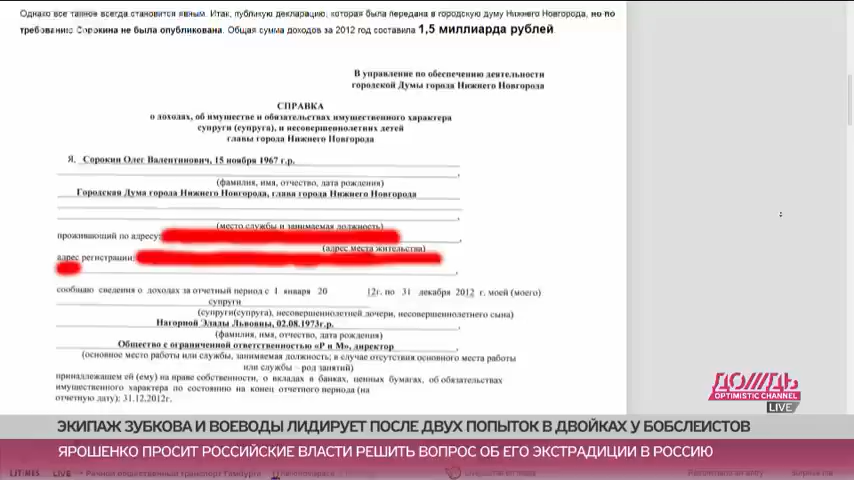 Однако все тайное всегда становится явным. Итак, публикую декларацию, которая была передана в городскую думу Нижнего Новгорода, но по
требованию Сорокина не была опубликована. Общая сумма доходов за 2012 год составила 1,5 миллиарда рублей
В управление по обеспечению деятельности
городской Думы города Нижнего Новгорода
СПРАВКА
о доходах, об имуществе и обязательствах имущественного характера
супруги (супруга), и несовершеннолетних детей
главы города Нижнего Новгорода
Я, Сорокин Олег Валентинович, 15 ноября 1967 г.р.
(фамилия, имя, отчество, дата рождения)
Городская Дума города Нижнего Новгорода, глава города Нижнего Новгорода
(место службы и занимаемая должность)
проживающий по адресу:
(адрес места жительства)
адрес регистрации:
сообщаю сведения о доходах за отчетный период с 1 января 20 12г. по 31 декабря 2012 г. моей (моего)
супруги
(супруги(супруга), несовершеннолетней дочери, несовершеннолетнего сына)
Нагорной Элады Львовны, 02.08.1973г.р.
(фамилия, имя, отчество, дата рождения)
Общество с ограниченной ответственностью «Р и М», директор
(основное место работы или службы, занимаемая должность; в случае отсутствия основного места работы
или службы – род занятий)
принадлежащем ей (ему) на праве собственности, о вкладах в банках, ценных бумагах, об обязательствах
имущественного характера по состоянию на конец отчетного периода (на
отчетную дату): 31.12.2012г.
ДОЖДЬ
OPTIMISTIC CHANNEL
LIVE
ЭКИПАЖ ЗУБКОВА И ВОЕВОДЫ ЛИДИРУЕТ ПОСЛЕ ДВУХ ПОПЫТОК В ДВОЙКАХ У БОБСЛЕИСТОВ
ЯРОШЕНКО ПРОСИТ РОССИЙСКИЕ ВЛАСТИ РЕШИТЬ ВОПРОС ОБ ЕГО ЭКСТРАДИЦИИ В РОССИЮ
LIVE